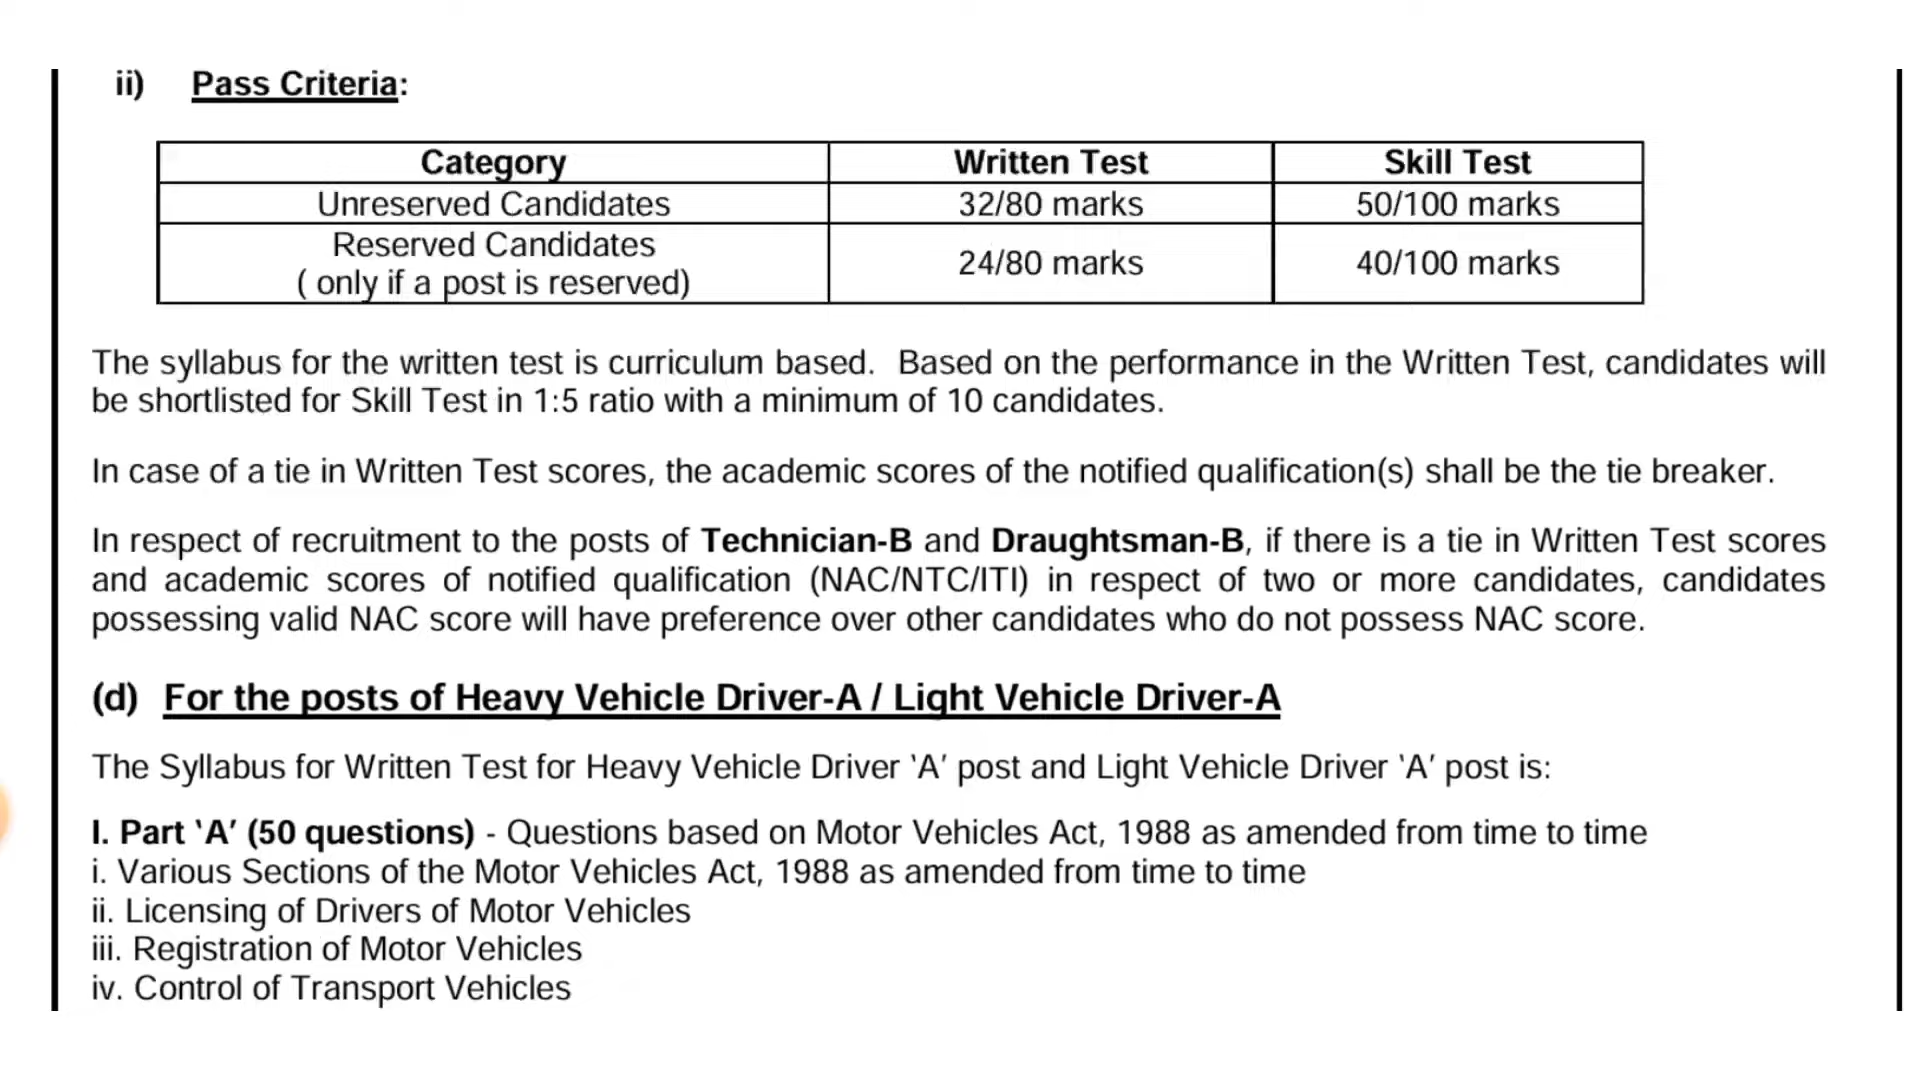 ii) Pass Criteria:
Category Written Test Skill Test
Unreserved Candidates 32/80 marks 50/100 marks
Reserved Candidates
( only if a post is reserved) 24/80 marks 40/100 marks
The syllabus for the written test is curriculum based. Based on the performance in the Written Test, candidates will
be shortlisted for Skill Test in 1:5 ratio with a minimum of 10 candidates.
In case of a tie in Written Test scores, the academic scores of the notified qualification(s) shall be the tie breaker.
In respect of recruitment to the posts of Technician-B and Draughtsman-B, if there is a tie in Written Test scores
and academic scores of notified qualification (NAC/NTC/ITI) in respect of two or more candidates, candidates
possessing valid NAC score will have preference over other candidates who do not possess NAC score.
(d) For the posts of Heavy Vehicle Driver-A / Light Vehicle Driver-A
The Syllabus for Written Test for Heavy Vehicle Driver 'A' post and Light Vehicle Driver 'A' post is:
I. Part 'A' (50 questions) - Questions based on Motor Vehicles Act, 1988 as amended from time to time
i. Various Sections of the Motor Vehicles Act, 1988 as amended from time to time
ii. Licensing of Drivers of Motor Vehicles
iii. Registration of Motor Vehicles
iv. Control of Transport Vehicles